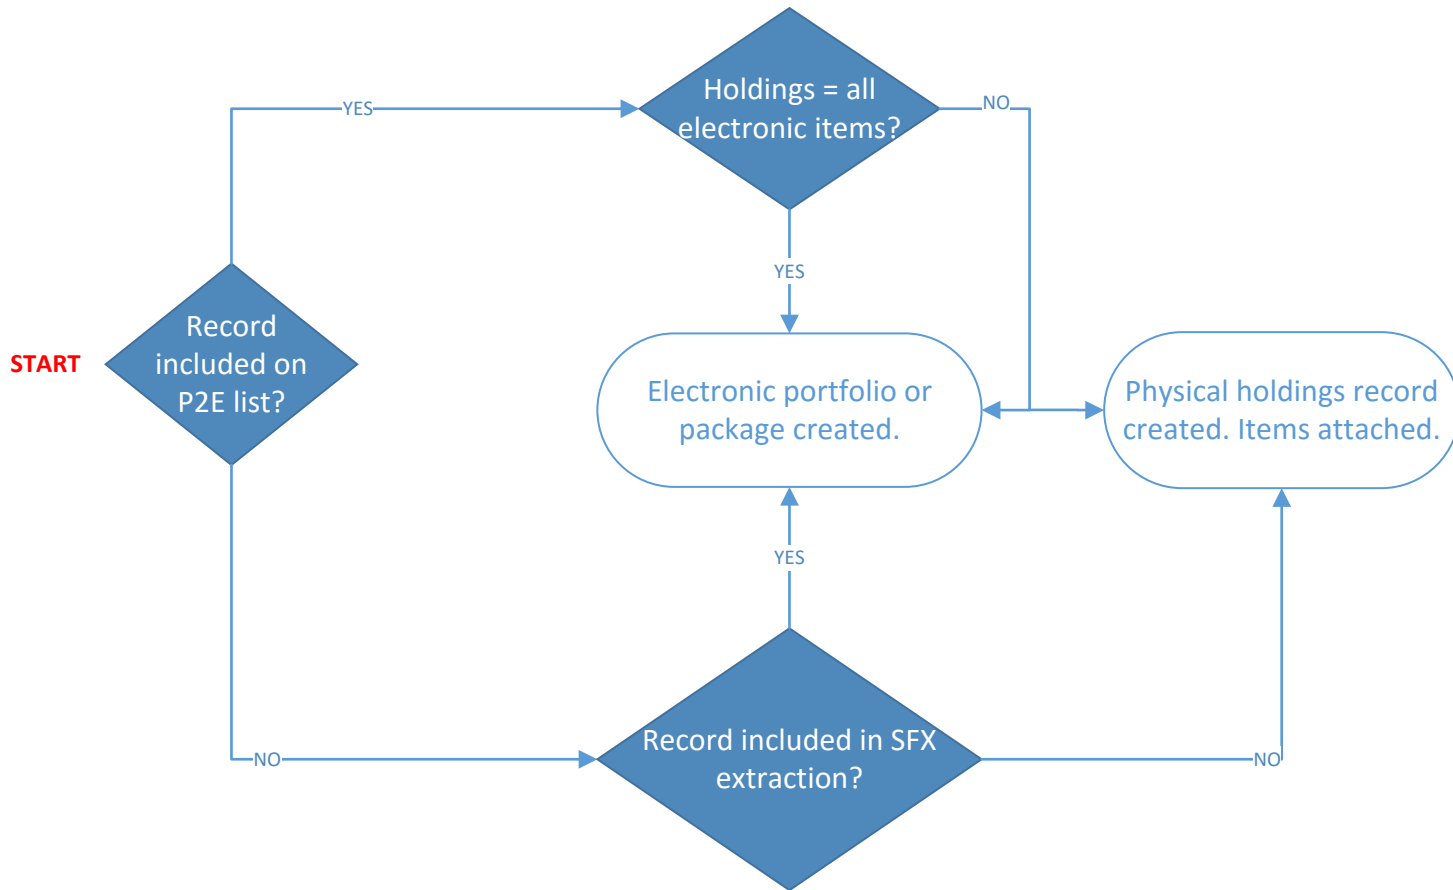 Holdings = all
electronic items?
YES
NO
YES
START
Record
included on
P2E list?
Electronic portfolio or
package created.
Physical holdings record
created. Items attached.
YES
Record included in SFX
extraction?
NO
NO